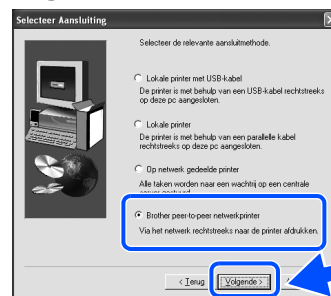 Selecteer Aansluiting
Selecteer de relevante aansluitmethode.
Lokale printer met USB-kabel
De printer is met behulp van een USB-kabel rechtstreeks
op deze pc aangesloten.
Lokale printer
De printer is met behulp van een parallelle kabel
rechtstreeks op deze pc aangesloten.
Op netwerk gedeelde printer
Alle taken worden naar een wachtrij op een centrale
server gestuurd.
Brother peer-to-peer netwerkprinter
Via het netwerk rechtstreeks naar de printer afdrukken.
< Terug
Volgende >